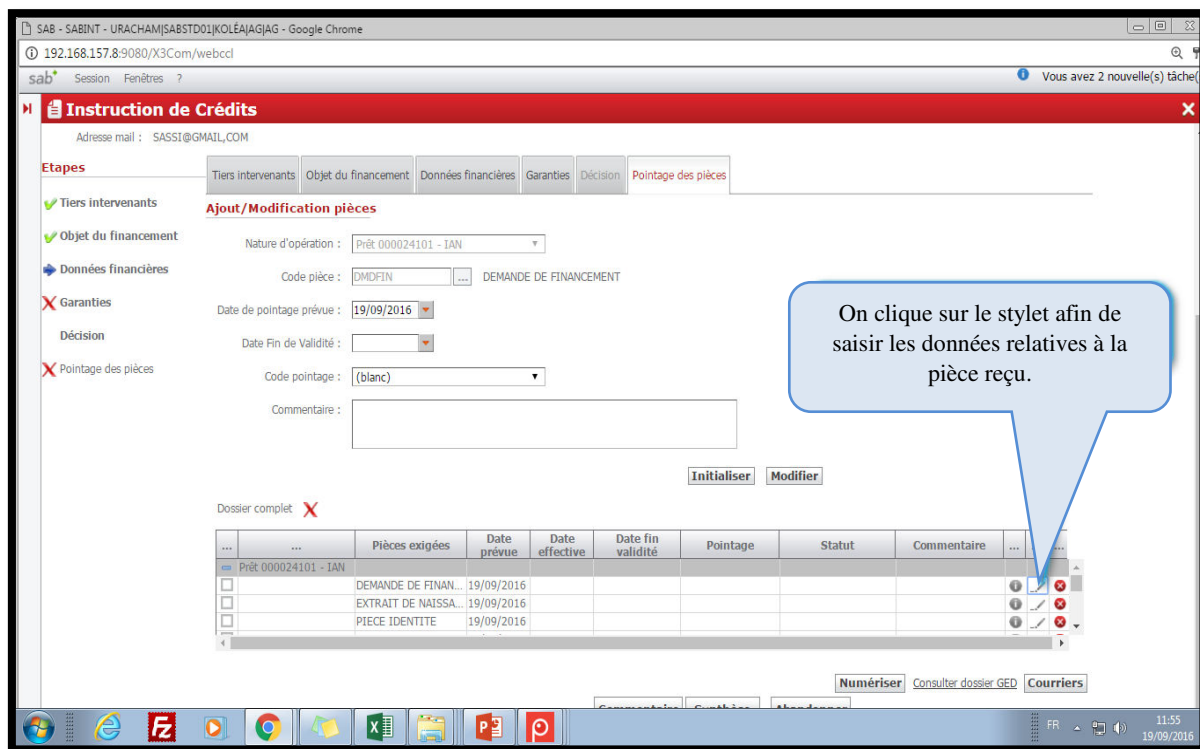 SAB - SABINT - URACHAM|SABSTD01|KOLÉA|AG|AG - Google Chrome
192.168.157.8:9080/X3Com/webccl
sab Session Fenêtres ? Vous avez 2 nouvelle(s) tâche(
Instruction de Crédits
Adresse mail : SASSI@GMAIL,COM
Etapes
Tiers intervenants
Objet du financement
Données financières
Garanties
Décision
Pointage des pièces
Tiers intervenants Objet du financement Données financières Garanties Décision Pointage des pièces
Ajout/Modification pièces
Nature d'opération : Prêt 000024101 - IAN
Code pièce : DMDFIN ... DEMANDE DE FINANCEMENT
Date de pointage prévue : 19/09/2016
Date Fin de Validité :
Code pointage : (blanc)
Commentaire :
On clique sur le stylet afin de
saisir les données relatives à la
pièce reçu.
Initialiser Modifier
Dossier complet
... ... Pièces exigées Date prévue Date effective Date fin validité Pointage Statut Commentaire ... ...
Prêt 000024101 - IAN
DEMANDE DE FINAN... 19/09/2016
EXTRAIT DE NAISSA... 19/09/2016
PIECE IDENTITE 19/09/2016
Numériser Consulter dossier GED Courriers
Commentaire Synthèse Abandonner
FR 11:55
19/09/2016